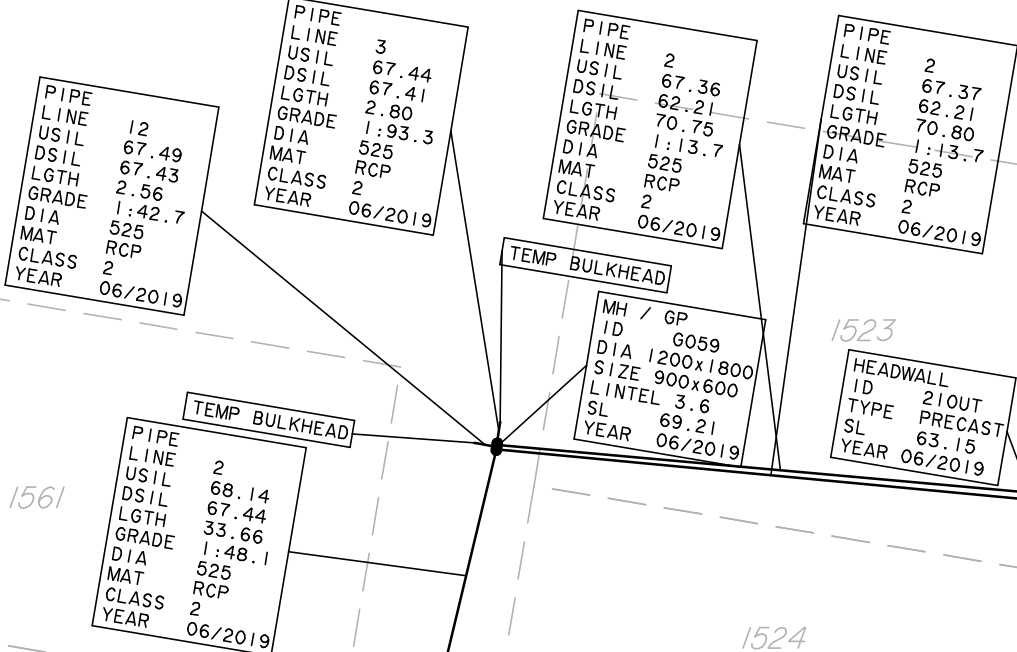 PIPE
LINE 3
USIL 67.44
DSIL 67.41
LGTH 2.80
GRADE 1:93.3
DIA 525
MAT RCP
CLASS 2
YEAR 06/2019
PIPE
LINE 2
USIL 67.36
DSIL 62.21
LGTH 70.75
GRADE 1:13.7
DIA 525
MAT RCP
CLASS 2
YEAR 06/2019
PIPE
LINE 2
USIL 67.37
DSIL 62.21
LGTH 70.80
GRADE 1:13.7
DIA 525
MAT RCP
CLASS 2
YEAR 06/2019
PIPE
LINE 12
USIL 67.49
DSIL 67.43
LGTH 2.56
GRADE 1:42.7
DIA 525
MAT RCP
CLASS 2
YEAR 06/2019
TEMP BULKHEAD
MH / GP
ID G059
DIA 1200x1800
SIZE 900x600
LINTEL 3.6
SL 69.21
YEAR 06/2019
1523
HEADWALL
ID 210UT
TYPE PRECAST
SL 63.15
YEAR 06/2019
TEMP BULKHEAD
PIPE
LINE 2
USIL 68.14
DSIL 67.44
LGTH 33.66
GRADE 1:48.1
DIA 525
MAT RCP
CLASS 2
YEAR 06/2019
1561
1524